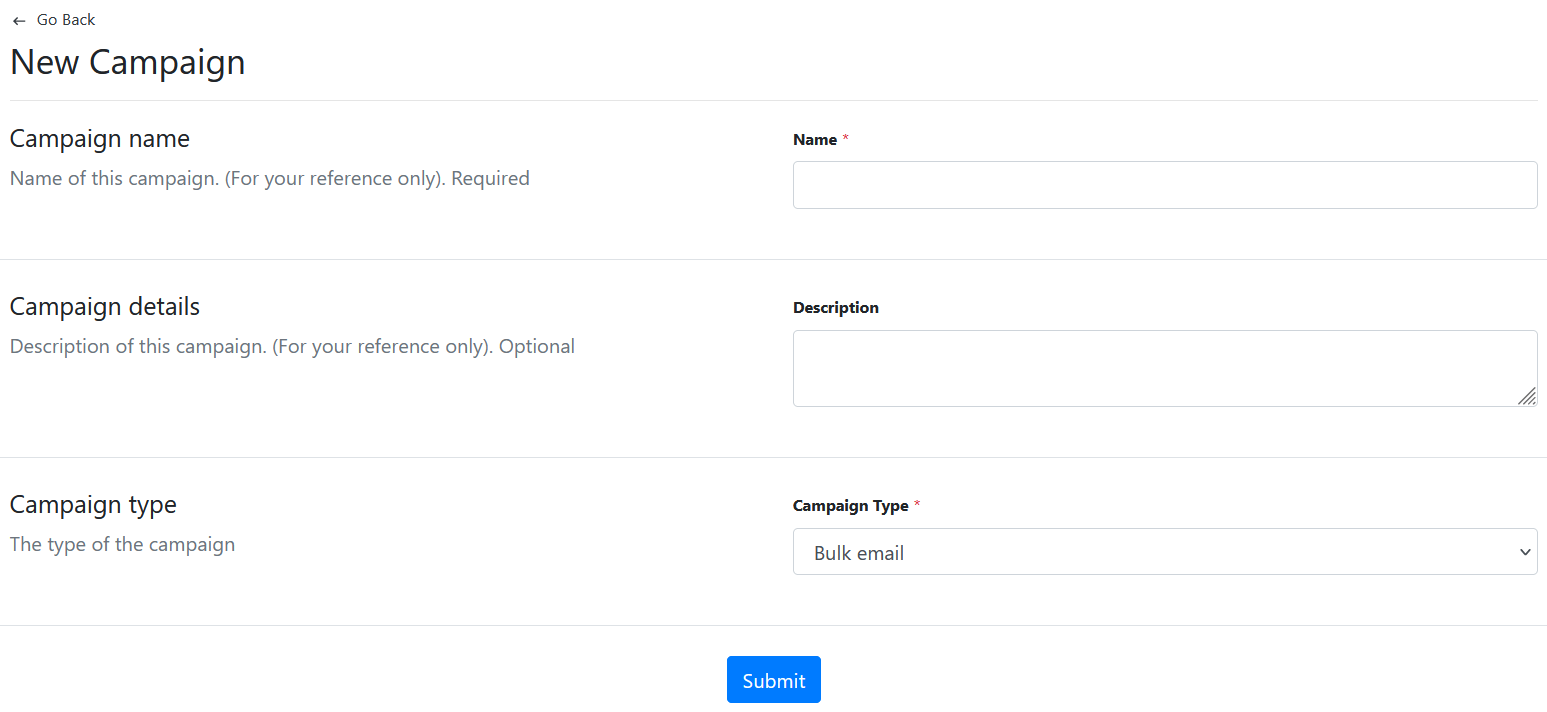 ← Go Back
New Campaign
Campaign name
Name of this campaign. (For your reference only). Required
Name *
Campaign details
Description of this campaign. (For your reference only). Optional
Description
Campaign type
The type of the campaign
Campaign Type *
Bulk email
Submit